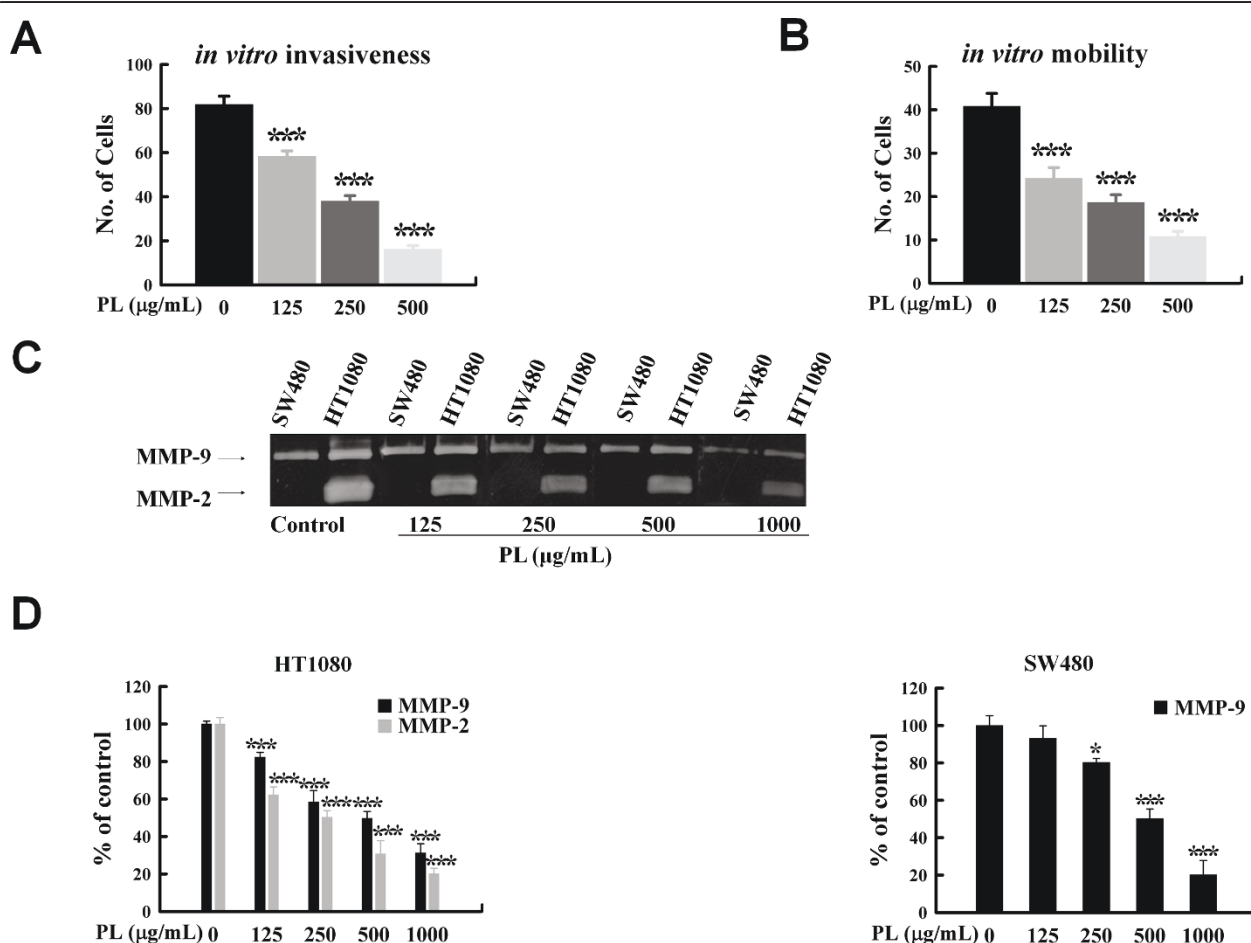 A
in vitro invasiveness
100
80
60
40
20
0
No. of Cells
***
***
***
PL (μg/mL) 0 125 250 500
B
in vitro mobility
50
40
30
20
10
0
No. of Cells
***
***
***
PL (μg/mL) 0 125 250 500
C
SW480 HT1080 SW480 HT1080 SW480 HT1080 SW480 HT1080 SW480 HT1080
MMP-9
MMP-2
Control 125 250 500 1000
PL (μg/mL)
D
HT1080
120
100
80
60
40
20
0
% of control
MMP-9
MMP-2
*** *** *** *** *** *** *** ***
PL (μg/mL) 0 125 250 500 1000
SW480
120
100
80
60
40
20
0
% of control
MMP-9
* *** ***
PL (μg/mL) 0 125 250 500 1000